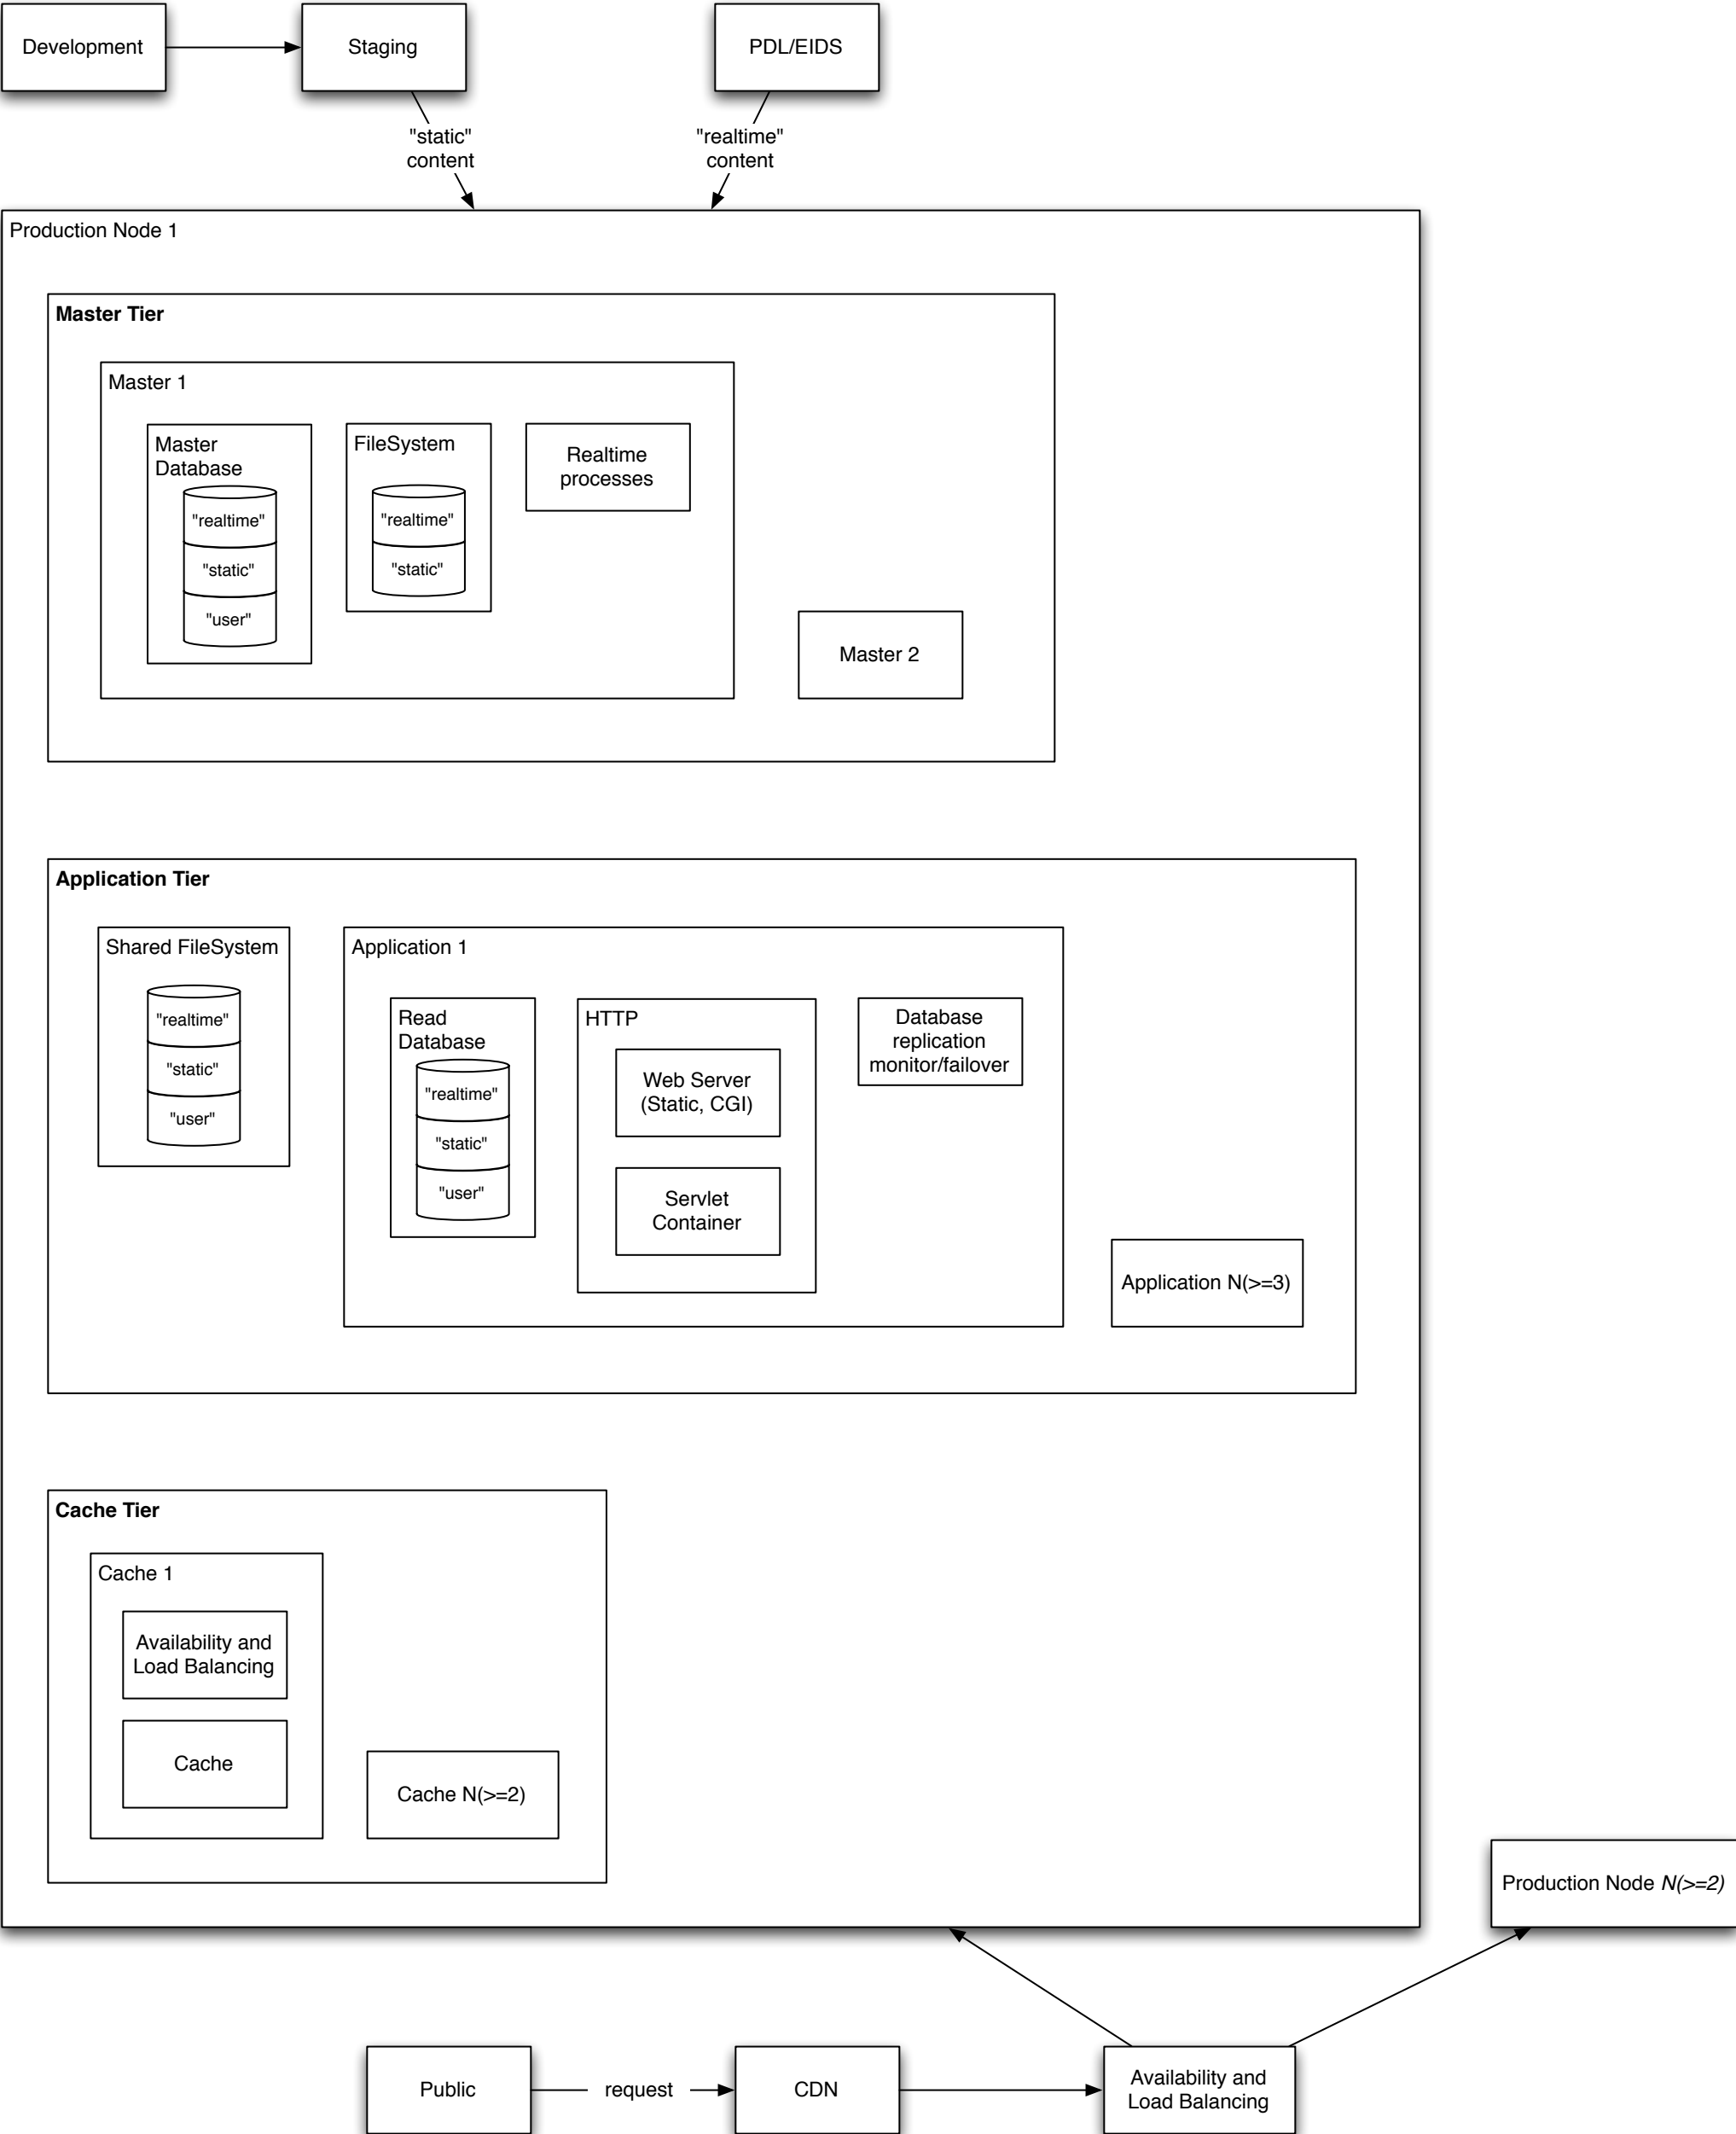 Development
Staging
PDL/EIDS
"static"
content
"realtime"
content
Production Node 1
Master Tier
Master 1
Master
Database
"realtime"
"static"
"user"
FileSystem
"realtime"
"static"
Realtime
processes
Master 2
Application Tier
Shared FileSystem
"realtime"
"static"
"user"
Application 1
Read
Database
"realtime"
"static"
"user"
HTTP
Web Server
(Static, CGI)
Servlet
Container
Database
replication
monitor/failover
Application N(>=3)
Cache Tier
Cache 1
Availability and
Load Balancing
Cache
Cache N(>=2)
Production Node N(>=2)
Public
request
CDN
Availability and
Load Balancing